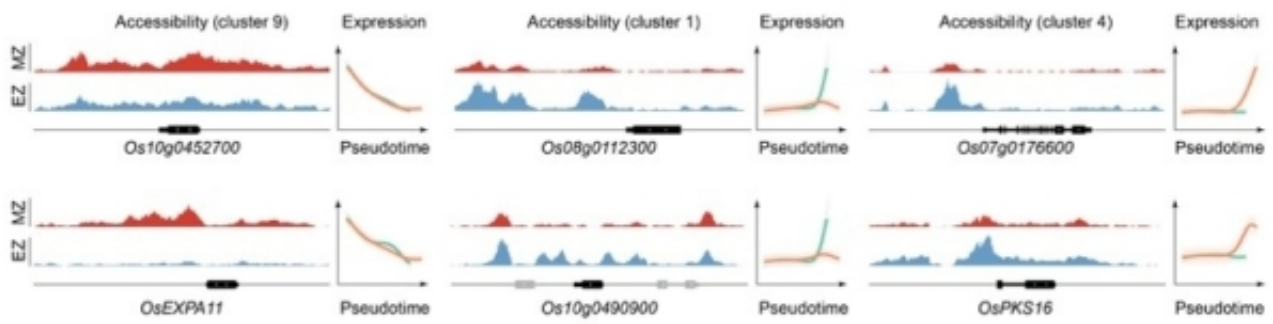 Accessibility (cluster 9) Expression Accessibility (cluster 1) Expression Accessibility (cluster 4) Expression
MZ
EZ
Os10g0452700 Pseudotime Os08g0112300 Pseudotime Os07g0176600 Pseudotime
MZ
EZ
OsEXPA11 Pseudotime Os10g0490900 Pseudotime OsPKS16 Pseudotime